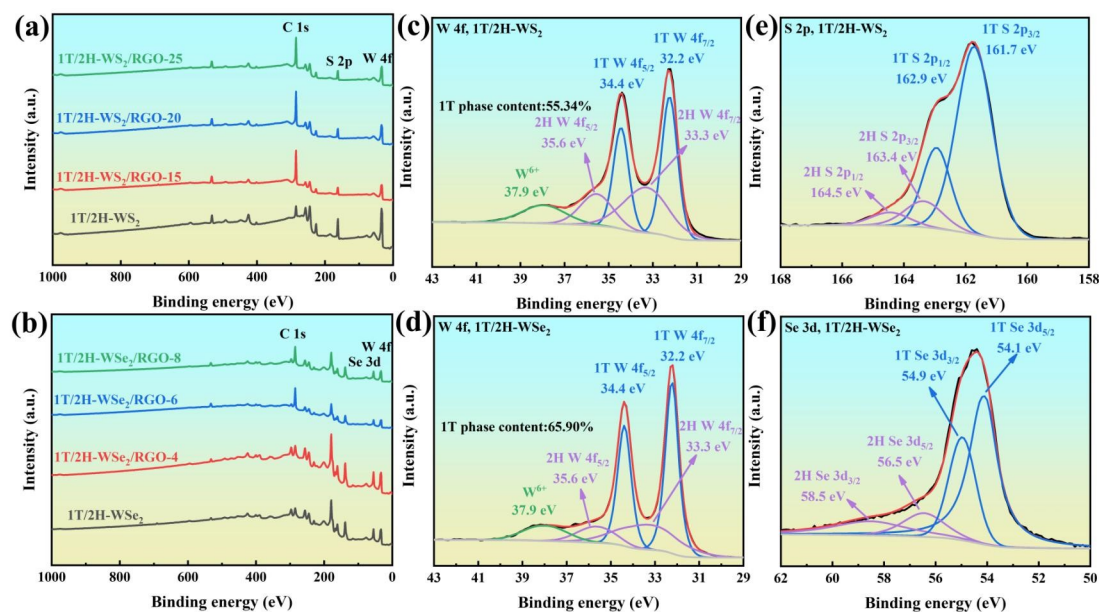 (a)
C 1s
S 2p
W 4f
1T/2H-WS₂/RGO-25
1T/2H-WS₂/RGO-20
1T/2H-WS₂/RGO-15
1T/2H-WS₂
Intensity (a.u.)
1000 800 600 400 200 0
Binding energy (eV)
(c)
W 4f, 1T/2H-WS₂
1T W 4f₇/₂
32.2 eV
1T W 4f₅/₂
34.4 eV
1T phase content:55.34%
2H W 4f₇/₂
33.3 eV
2H W 4f₅/₂
35.6 eV
W⁶⁺
37.9 eV
Intensity (a.u.)
43 41 39 37 35 33 31 29
Binding energy (eV)
(e)
S 2p, 1T/2H-WS₂
1T S 2p₃/₂
161.7 eV
1T S 2p₁/₂
162.9 eV
2H S 2p₃/₂
163.4 eV
2H S 2p₁/₂
164.5 eV
Intensity (a.u.)
168 166 164 162 160 158
Binding energy (eV)
(b)
C 1s
W 4f
Se 3d
1T/2H-WSe₂/RGO-8
1T/2H-WSe₂/RGO-6
1T/2H-WSe₂/RGO-4
1T/2H-WSe₂
Intensity (a.u.)
1000 800 600 400 200 0
Binding energy (eV)
(d)
W 4f, 1T/2H-WSe₂
1T W 4f₇/₂
32.2 eV
1T W 4f₅/₂
34.4 eV
1T phase content:65.90%
2H W 4f₇/₂
33.3 eV
2H W 4f₅/₂
35.6 eV
W⁶⁺
37.9 eV
Intensity (a.u.)
43 41 39 37 35 33 31 29
Binding energy (eV)
(f)
Se 3d, 1T/2H-WSe₂
1T Se 3d₅/₂
54.1 eV
1T Se 3d₃/₂
54.9 eV
2H Se 3d₅/₂
56.5 eV
2H Se 3d₃/₂
58.5 eV
Intensity (a.u.)
62 60 58 56 54 52 50
Binding energy (eV)